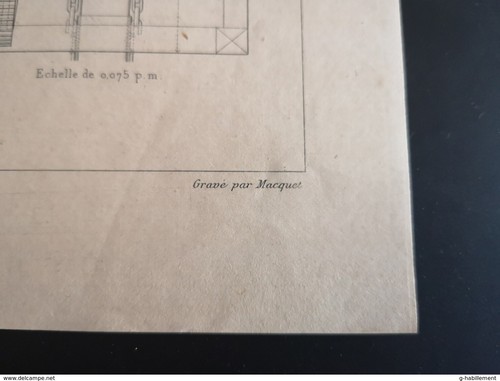 Echelle de 0,075 p.m
Gravé par Macquet
www.delcampe.net
g-habillement